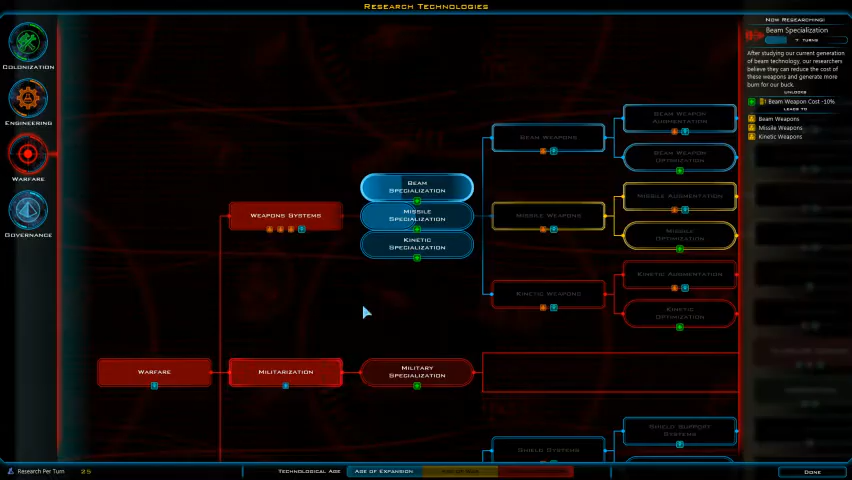 Research Technologies
Colonization
Engineering
Warfare
Governance
Weapons Systems
Beam
Specialization
Missile
Specialization
Kinetic
Specialization
Beam Weapons
Beam Weapon
Augmentation
Beam Weapon
Optimization
Missile Weapons
Missile Augmentation
Missile
Optimization
Kinetic Weapons
Kinetic Augmentation
Kinetic
Optimization
Warfare
Militarization
Military
Specialization
Shield Systems
Shield Support
Systems
Now Researching!
Beam Specialization
Turns
After studying our current generation
of beam technology, our researchers
believe they can reduce the cost of
these weapons and generate more
bum for our buck.
Unlocks
Beam Weapon Cost -10%
Leads to
Beam Weapons
Missile Weapons
Kinetic Weapons
Research Per Turn 25
Technological Age
Age of Expansion
Done